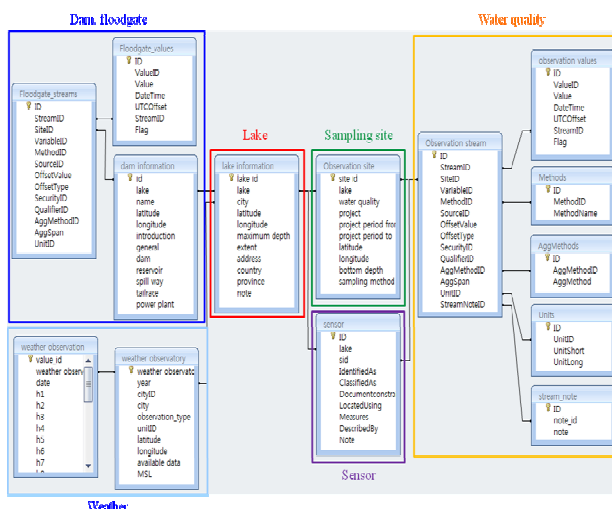 Dam. floodgate
Water quality
Floodgate_values
ID
ValueID
Value
DateTime
UTCOffset
StreamID
Flag
Floodgate_streams
ID
StreamID
SiteID
VariableID
MethodID
SourceID
OffsetValue
OffsetType
SecurityID
QualifierID
AggMethodID
AggSpan
UnitID
dam information
id
lake
name
latitude
longitude
introduction
general
dam
reservoir
spill way
tailrate
power plant
Lake
lake information
lake id
lake
city
latitude
longitude
maximum depth
extent
address
country
province
note
Sampling site
Observation site
site id
lake
water quality
project
project period from
project period to
latitude
longitude
bottom depth
sampling method
Observation stream
ID
StreamID
SiteID
VariableID
MethodID
SourceID
OffsetValue
OffsetType
SecurityID
QualifierID
AggMethodID
AggSpan
UnitID
StreamNoteID
observation values
ID
ValueID
Value
DateTime
UTCOffset
StreamID
Flag
Methods
ID
MethodID
MethodName
AggMethods
ID
AggMethodID
AggMethod
Units
ID
UnitID
UnitShort
UnitLong
stream_note
ID
note_id
note
weather observation
value_id
weather observ
date
h1
h2
h3
h4
h5
h6
h7
weather observatory
weather observato
year
cityID
city
observation_type
unitID
latitude
longitude
available data
MSL
sensor
ID
lake
sid
IdentifiedAs
ClassifiedAs
Documentconstra
LocatedUsing
Measures
DescribedBy
Note
Sensor
Weather